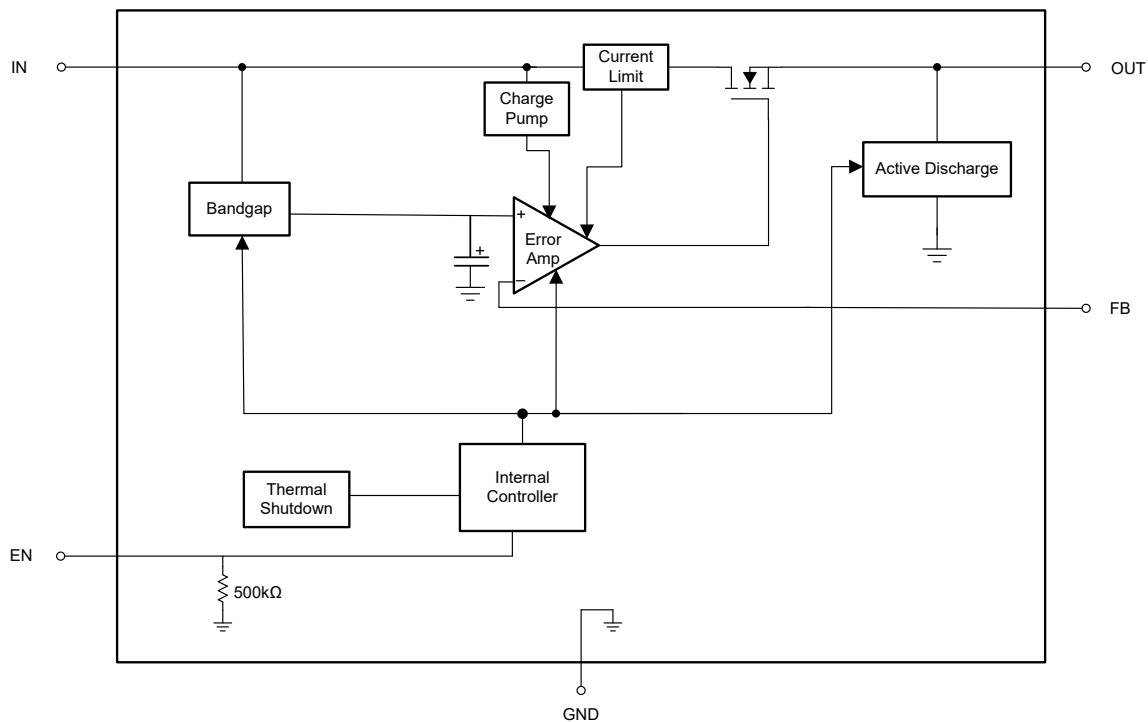 IN
Current
Limit
OUT
Charge
Pump
Active Discharge
Bandgap
+
Error
Amp
+
–
FB
Internal
Controller
Thermal
Shutdown
EN
500kΩ
GND